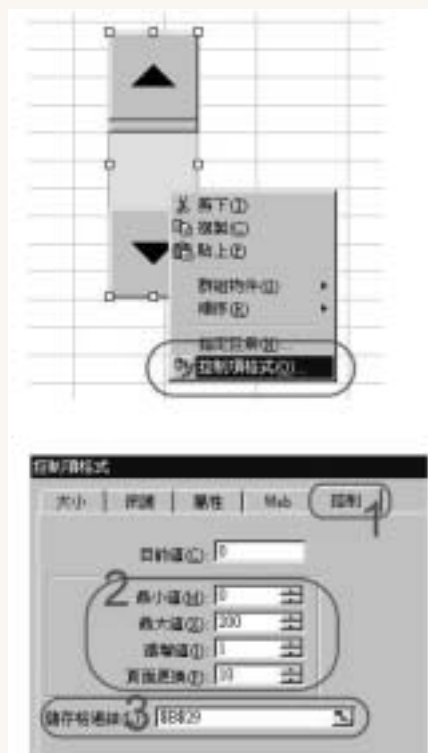 剪下(T)
複製(C)
貼上(P)
群組物件(G)
順序(R)
指定巨集(N)...
控制項格式(O)...
控制項格式
大小 保護 屬性 Web 控制
1
目前值(C): 0
2
最小值(M): 0
最大值(X): 200
遞增值(I): 1
頁面更換(P): 10
3
儲存格連結(L): $B$29